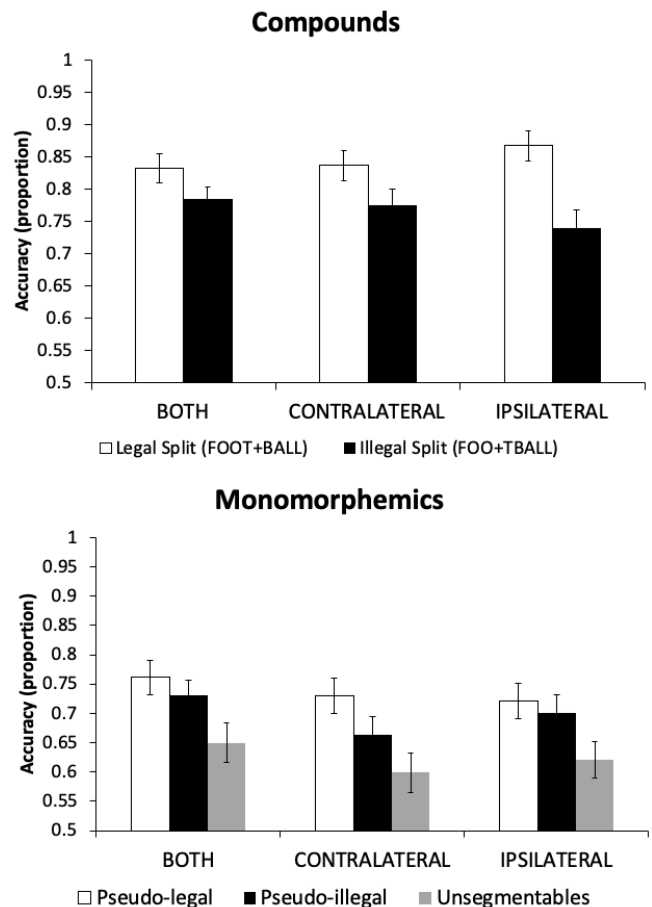 Compounds
1
0.95
0.9
0.85
0.8
0.75
0.7
0.65
0.6
0.55
0.5
Accuracy (proportion)
BOTH CONTRALATERAL IPSILATERAL
Legal Split (FOOT+BALL) Illegal Split (FOO+TBALL)
Monomorphemics
1
0.95
0.9
0.85
0.8
0.75
0.7
0.65
0.6
0.55
0.5
Accuracy (proportion)
BOTH CONTRALATERAL IPSILATERAL
Pseudo-legal Pseudo-illegal Unsegmentables